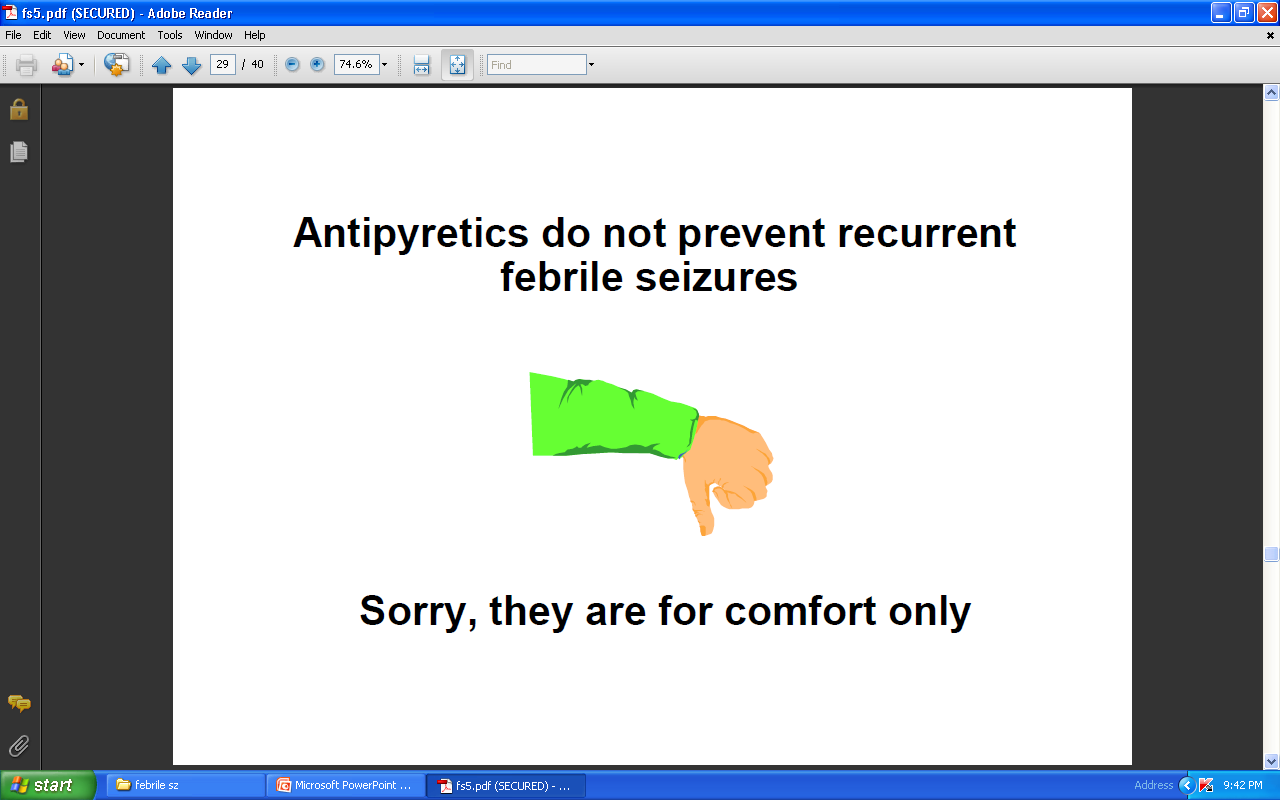 fs5.pdf (SECURED) - Adobe Reader
File Edit View Document Tools Window Help
29 / 40 74.6% Find
Antipyretics do not prevent recurrent
febrile seizures
Sorry, they are for comfort only
start febrile sz Microsoft PowerPoint ... fs5.pdf (SECURED) - ... Address 9:42 PM